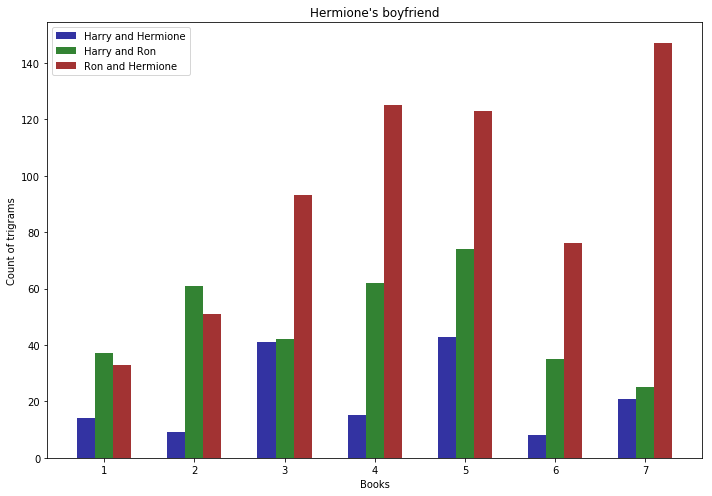 Hermione's boyfriend
Harry and Hermione
Harry and Ron
Ron and Hermione
Count of trigrams
140
120
100
80
60
40
20
0
1 2 3 4 5 6 7
Books